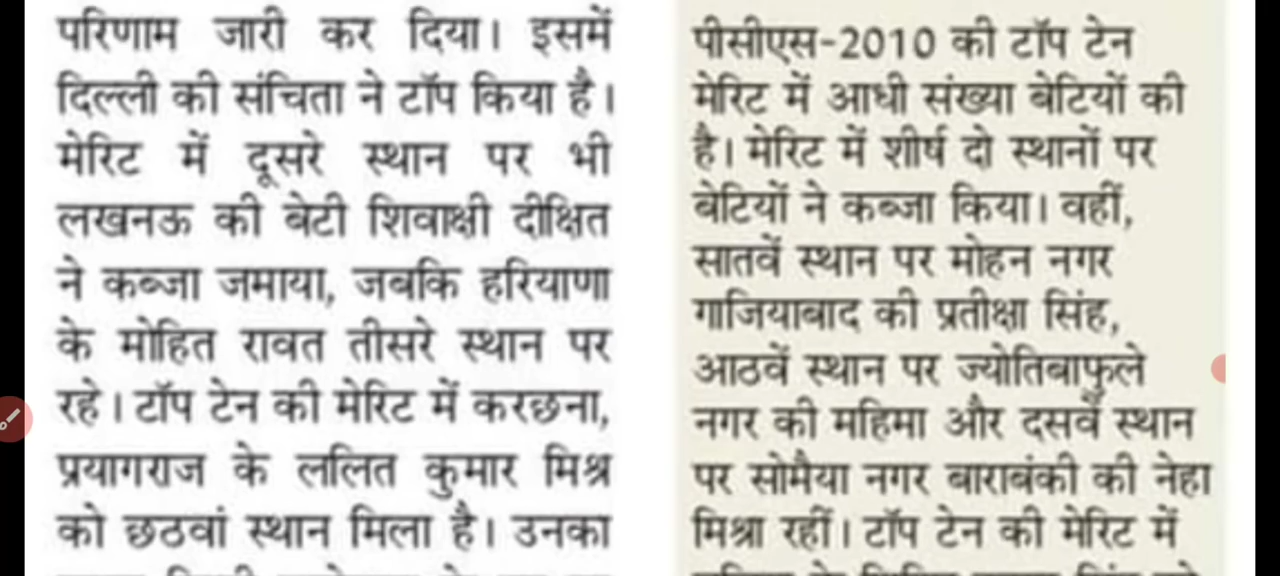 परिणाम जारी कर दिया। इसमें
दिल्ली की संचिता ने टॉप किया है।
मेरिट में दूसरे स्थान पर भी
लखनऊ की बेटी शिवाक्षी दीक्षित
ने कब्जा जमाया, जबकि हरियाणा
के मोहित रावत तीसरे स्थान पर
रहे। टॉप टेन की मेरिट में करछना,
प्रयागराज के ललित कुमार मिश्र
को छठवां स्थान मिला है। उनका
पीसीएस-2010 की टॉप टेन
मेरिट में आधी संख्या बेटियों की
है। मेरिट में शीर्ष दो स्थानों पर
बेटियों ने कब्जा किया। वहीं,
सातवें स्थान पर मोहन नगर
गाजियाबाद की प्रतीक्षा सिंह,
आठवें स्थान पर ज्योतिबाफुले
नगर की महिमा और दसवें स्थान
पर सोमैया नगर बाराबंकी की नेहा
मिश्रा रहीं। टॉप टेन की मेरिट में